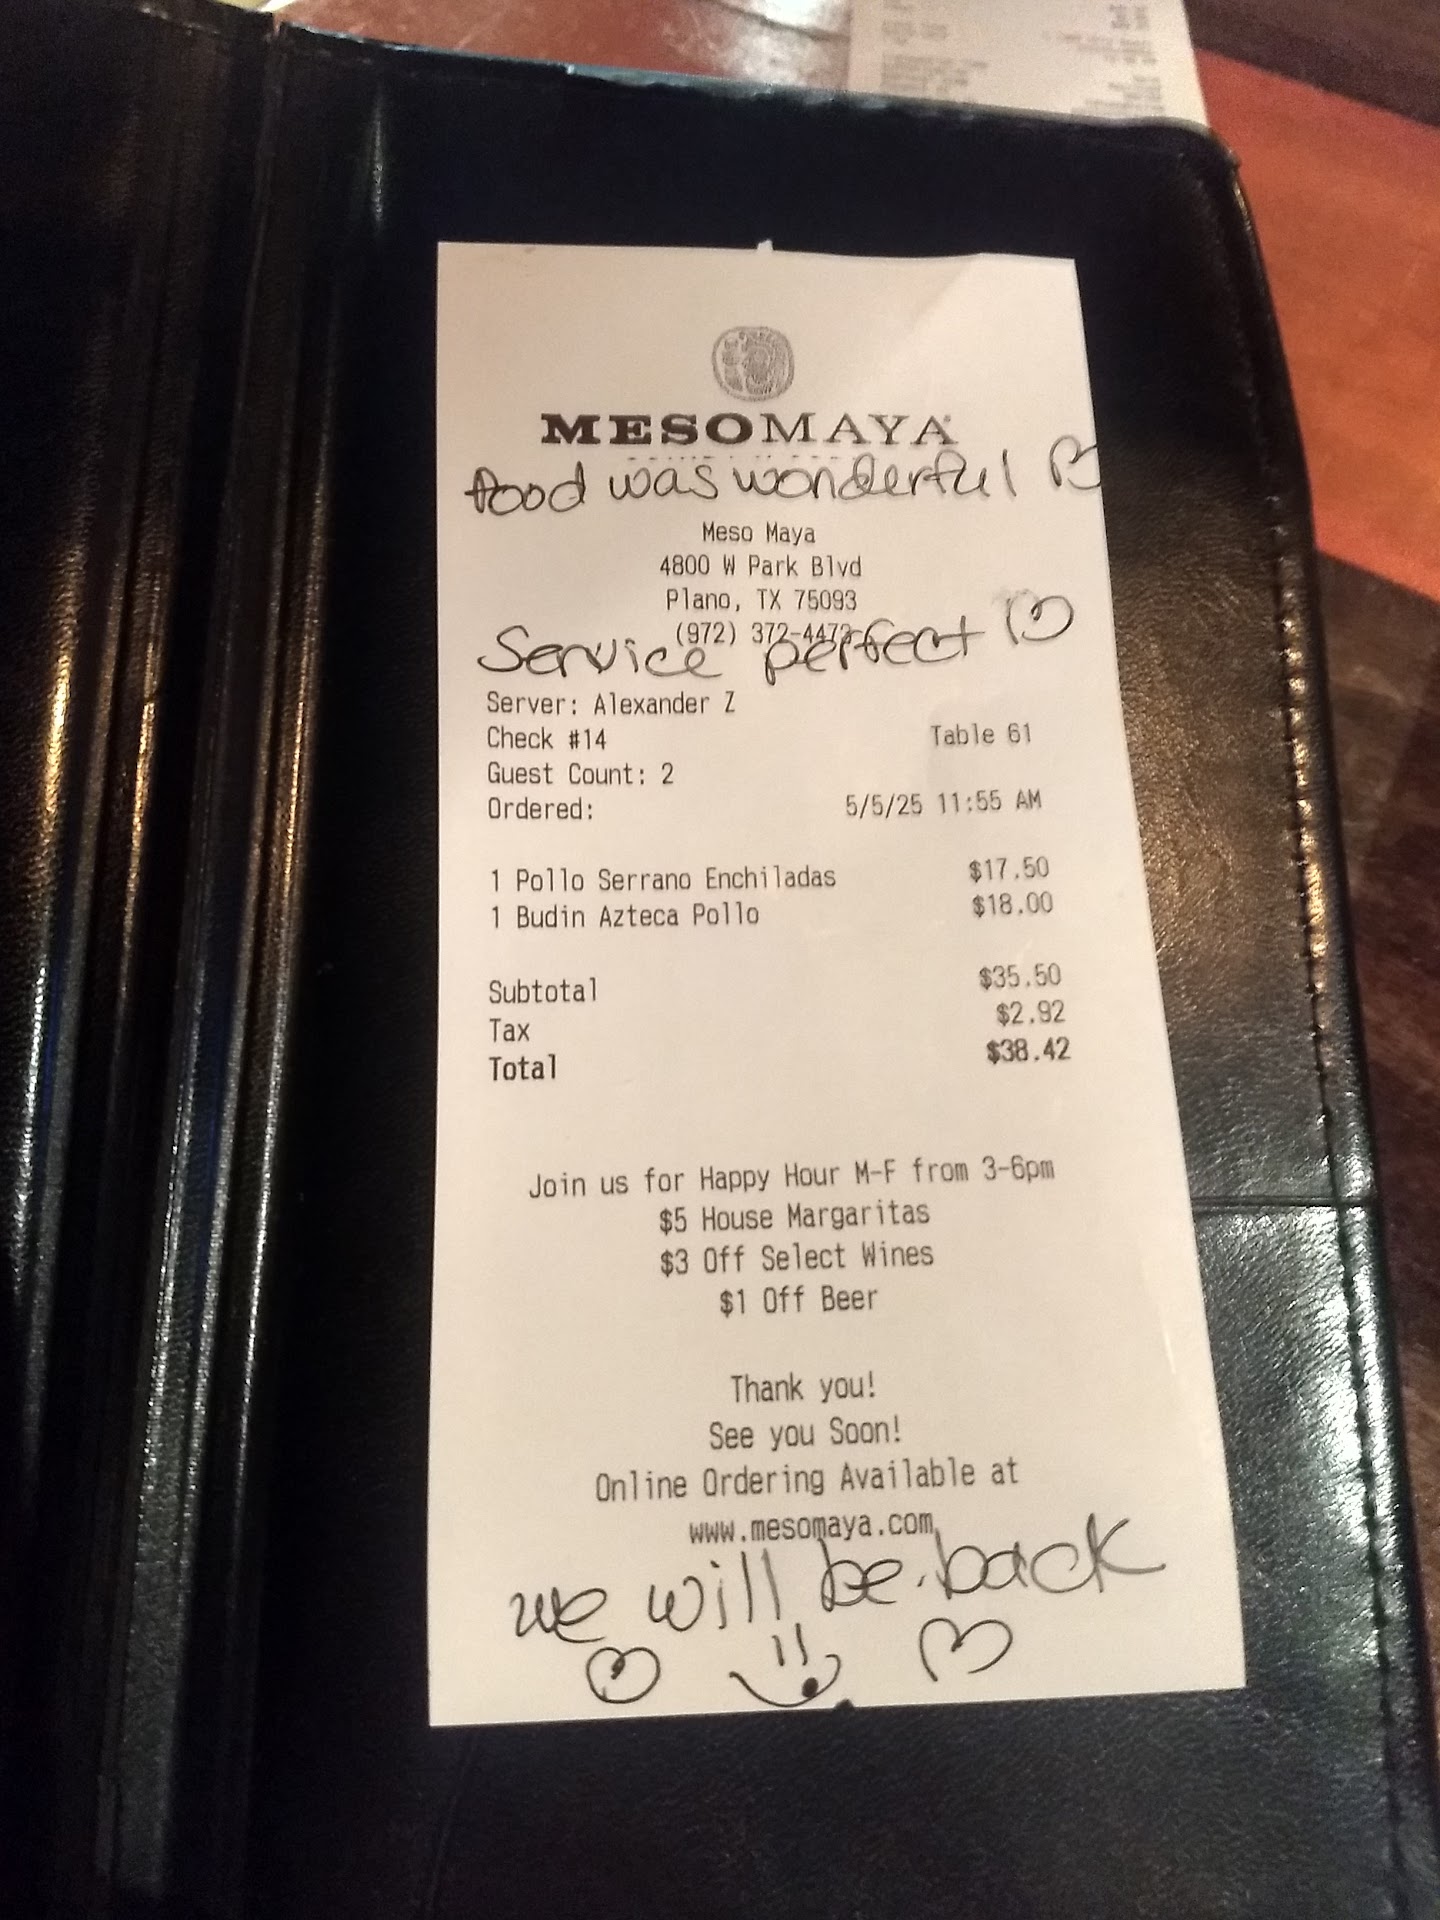 MESOMAYA
food was wonderful
Meso Maya
4800 W Park Blvd
Plano, TX 75093
(972) 372-4473
Service perfect
Server: Alexander Z
Check #14 Table 61
Guest Count: 2
Ordered: 5/5/25 11:55 AM
1 Pollo Serrano Enchiladas $17.50
1 Budin Azteca Pollo $18.00
Subtotal $35.50
Tax $2.92
Total $38.42
Join us for Happy Hour M-F from 3-6pm
$5 House Margaritas
$3 Off Select Wines
$1 Off Beer
Thank you!
See you Soon!
Online Ordering Available at
www.mesomaya.com
we will be back